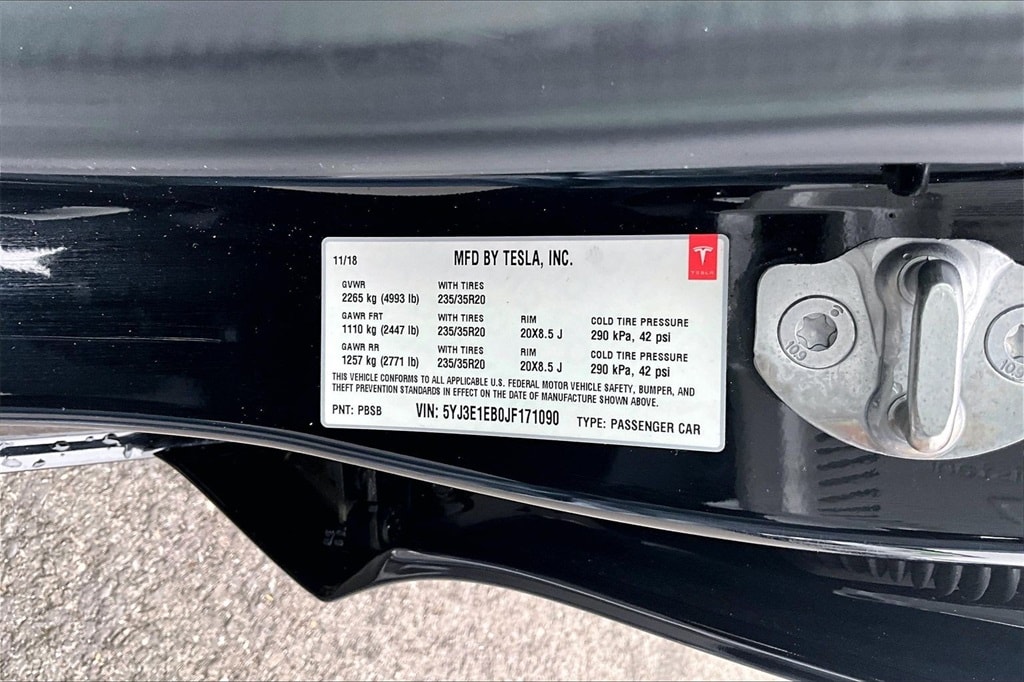 11/18 MFD BY TESLA, INC.
TESLA
GVWR WITH TIRES
2265 kg (4993 lb) 235/35R20
GAWR FRT WITH TIRES RIM COLD TIRE PRESSURE
1110 kg (2447 lb) 235/35R20 20X8.5 J 290 kPa, 42 psi
GAWR RR WITH TIRES RIM COLD TIRE PRESSURE
1257 kg (2771 lb) 235/35R20 20X8.5 J 290 kPa, 42 psi
THIS VEHICLE CONFORMS TO ALL APPLICABLE U.S. FEDERAL MOTOR VEHICLE SAFETY, BUMPER, AND
THEFT PREVENTION STANDARDS IN EFFECT ON THE DATE OF MANUFACTURE SHOWN ABOVE.
PNT: PBSB VIN: 5YJ3E1EB0JF171090 TYPE: PASSENGER CAR
10.9
10.9